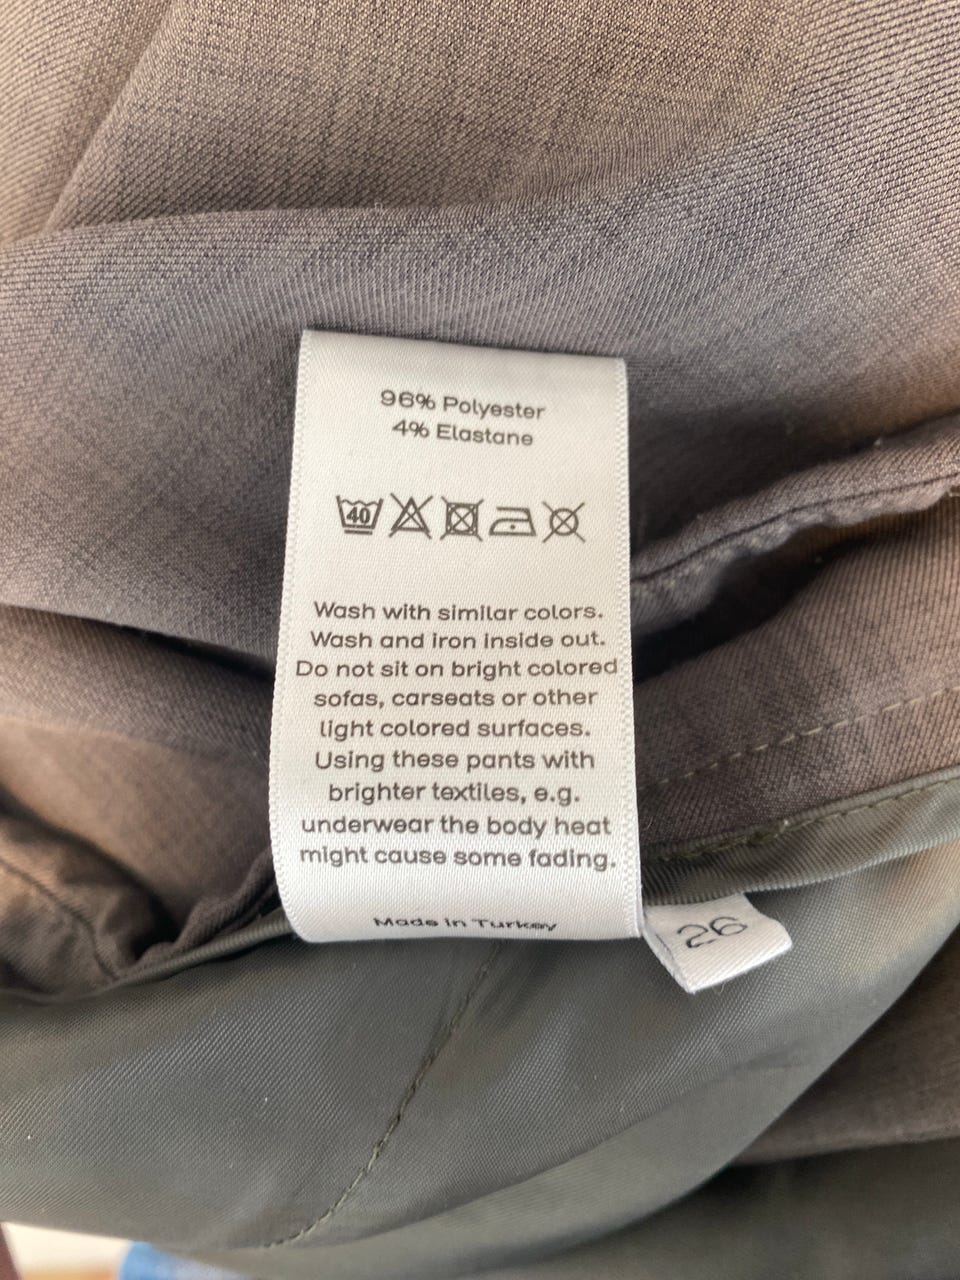 96% Polyester
4% Elastane
40
Wash with similar colors.
Wash and iron inside out.
Do not sit on bright colored
sofas, carseats or other
light colored surfaces.
Using these pants with
brighter textiles, e.g.
underwear the body heat
might cause some fading.
Made in Turkey
26